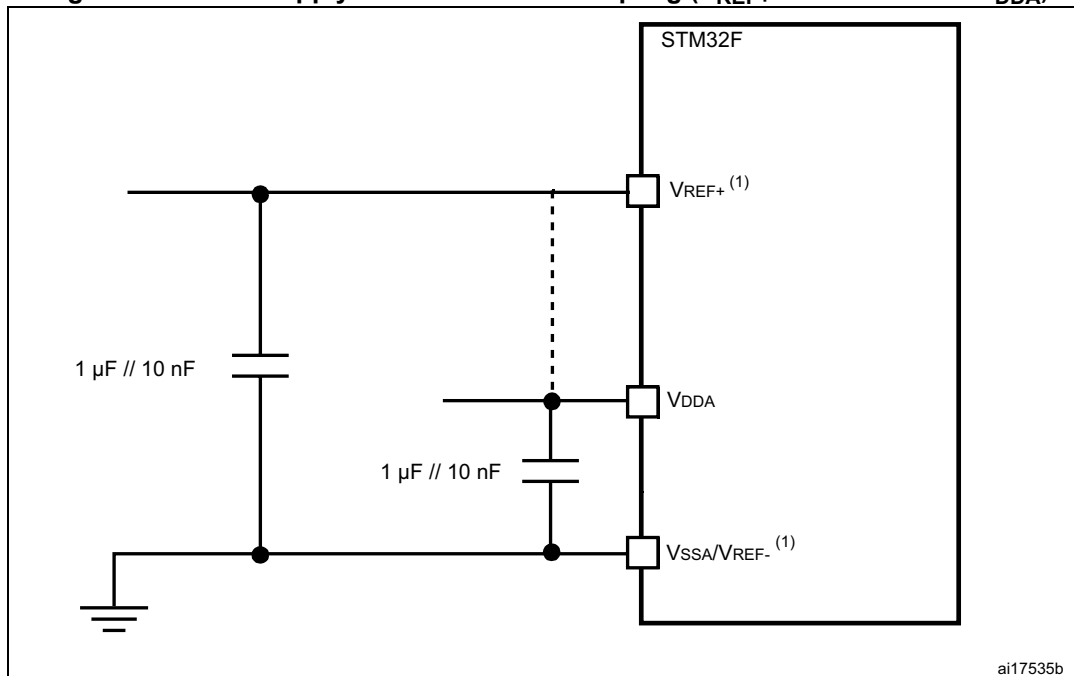 STM32F
VREF+ (1)
1 µF // 10 nF
VDDA
1 µF // 10 nF
VSSA/VREF- (1)
ai17535b